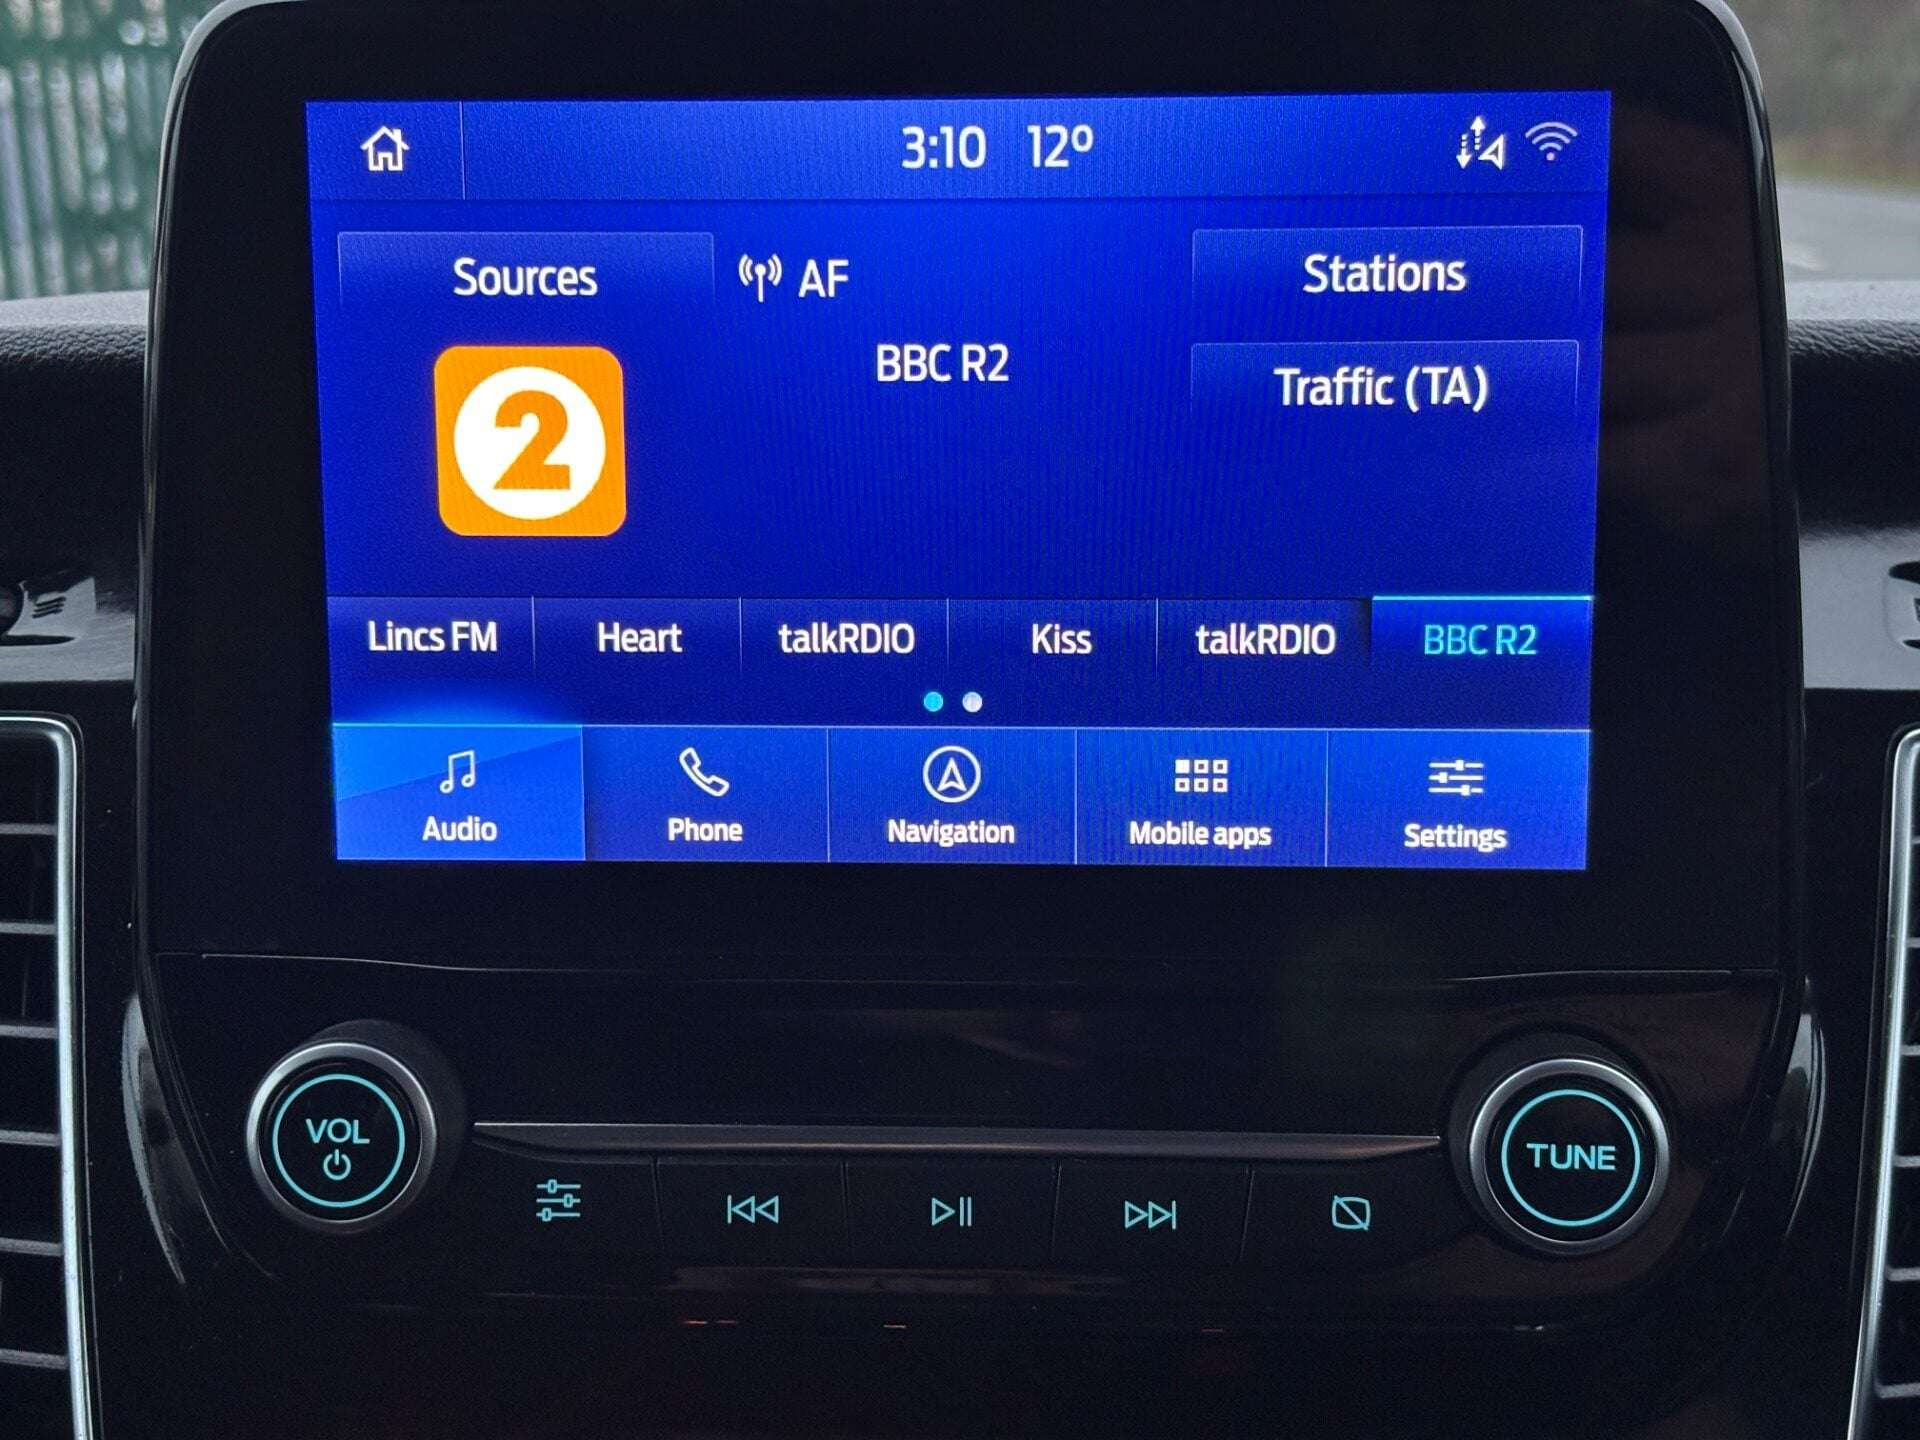 3:10 12°
Sources
AF
Stations
BBC R2
Traffic (TA)
2
Lincs FM
Heart
talkRDIO
Kiss
talkRDIO
BBC R2
Audio
Phone
Navigation
Mobile apps
Settings
VOL
TUNE